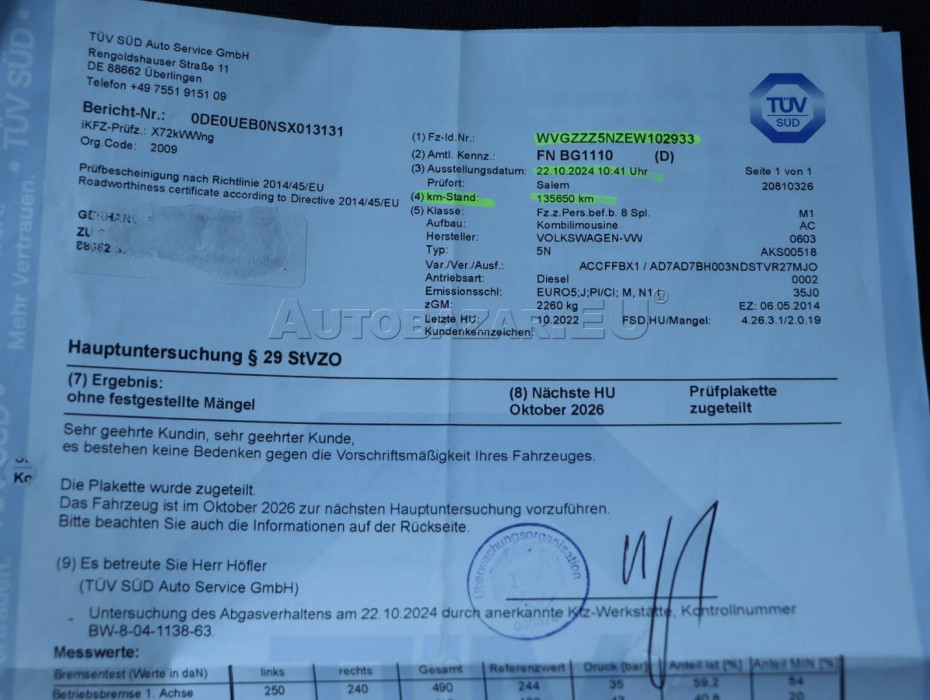 TÜV SÜD Auto Service GmbH
Rengoldshauser Straße 11
DE 88662 Überlingen
Telefon +49 7551 9151 09
Bericht-Nr.: 0DE0UEB0NSX013131
iKFZ-Prüfz.: X72kWWng
Org.Code: 2009
Prüfbescheinigung nach Richtlinie 2014/45/EU
Roadworthiness certificate according to Directive 2014/45/EU
TÜV
SÜD
(1) Fz-Id.Nr.: WVGZZZ5NZEW102933
(2) Amtl. Kennz.: FN BG1110 (D)
(3) Ausstellungsdatum: 22.10.2024 10:41 Uhr Seite 1 von 1
Prüfort: Salem 20810326
(4) km-Stand: 135650 km
(5) Klasse: Fz.z.Pers.bef.b. 8 Spl. M1
Aufbau: Kombilimousine AC
Hersteller: VOLKSWAGEN-VW 0603
Typ: 5N AKS00518
Var./Ver./Ausf.: ACCFFBX1 / AD7AD7BH003NDSTVR27MJO
Antriebsart: Diesel 0002
Emissionsschl: EURO5;J;PI/CI; M, N1 35J0
zGM: 2260 kg EZ: 06.05.2014
Letzte HU: 10.2022 FSD.HU/Mangel: 4.26.3.1/2.0.19
Kundenkennzeichen:
AUTOBAZAR.EU®
Mehr Vertrauen. • TÜV SÜD •
Hauptuntersuchung § 29 StVZO
(7) Ergebnis:
ohne festgestellte Mängel
(8) Nächste HU
Oktober 2026
Prüfplakette
zugeteilt
Sehr geehrte Kundin, sehr geehrter Kunde,
es bestehen keine Bedenken gegen die Vorschriftsmäßigkeit Ihres Fahrzeuges.
Die Plakette wurde zugeteilt.
Das Fahrzeug ist im Oktober 2026 zur nächsten Hauptuntersuchung vorzuführen.
Bitte beachten Sie auch die Informationen auf der Rückseite.
(9) Es betreute Sie Herr Höfler
(TÜV SÜD Auto Service GmbH)
Überwachungsorganisation
Untersuchung des Abgasverhaltens am 22.10.2024 durch anerkannte Kfz-Werkstätte, Kontrollnummer
BW-8-04-1138-63.
Messwerte:
Bremsentest (Werte in daN) links rechts Gesamt Referenzwert Druck [bar] Anteil ist [%] Anteil MIN [%]
Betriebsbremse 1. Achse 250 240 490 244 35 59.2 54